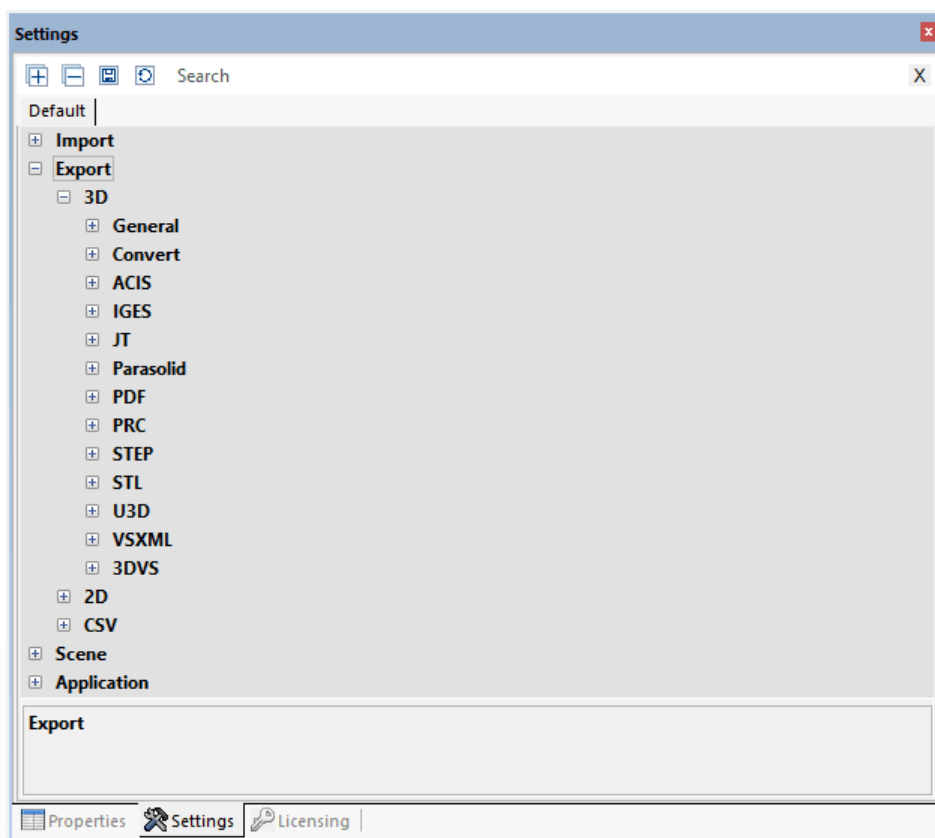 Settings
Search X
Default
Import
Export
3D
General
Convert
ACIS
IGES
JT
Parasolid
PDF
PRC
STEP
STL
U3D
VSXML
3DVS
2D
CSV
Scene
Application
Export
Properties Settings Licensing